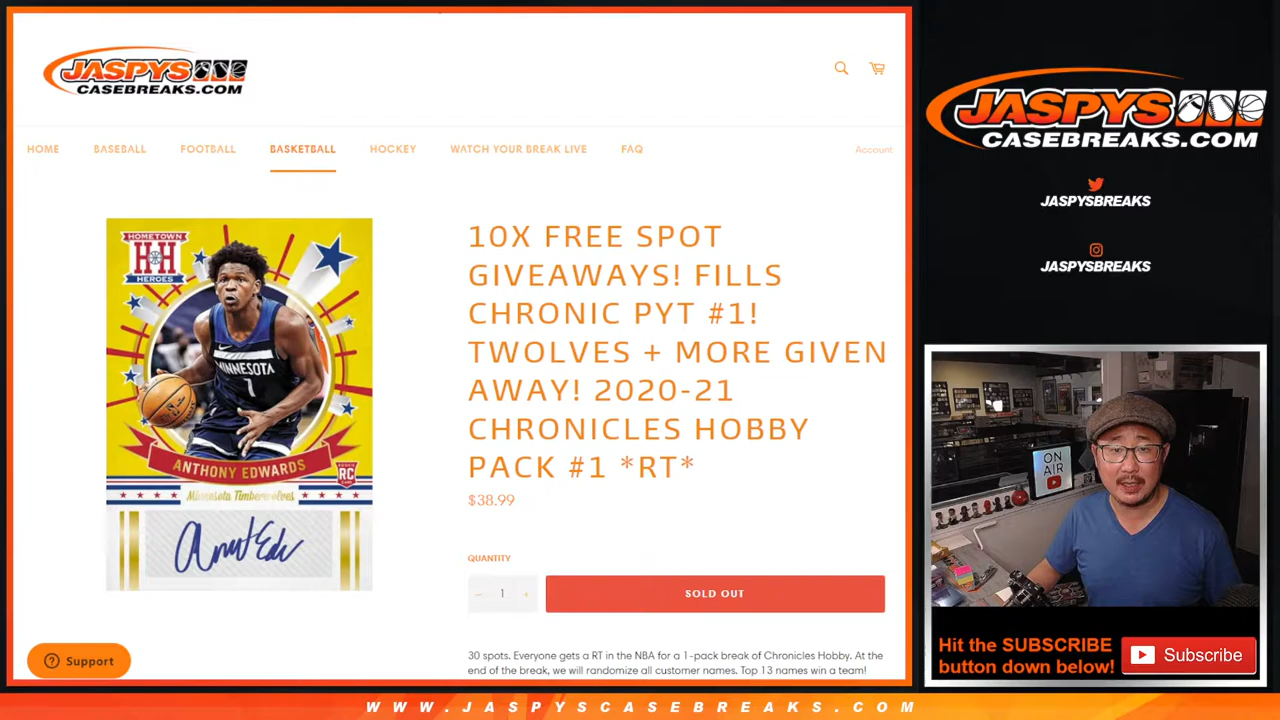 JASPYS
CASEBREAKS.COM
HOME
BASEBALL
FOOTBALL
BASKETBALL
HOCKEY
WATCH YOUR BREAK LIVE
FAQ
Account
HOMETOWN
HH
HEROES
MINNESOTA
1
ANTHONY EDWARDS
RC
Minnesota Timberwolves
10X FREE SPOT
GIVEAWAYS! FILLS
CHRONIC PYT #1!
TWOLVES + MORE GIVEN
AWAY! 2020-21
CHRONICLES HOBBY
PACK #1 *RT*
$38.99
QUANTITY
− 1 +
SOLD OUT
30 spots. Everyone gets a RT in the NBA for a 1-pack break of Chronicles Hobby. At the
end of the break, we will randomize all customer names. Top 13 names win a team!
? Support
JASPYS
CASEBREAKS.COM
JASPYSBREAKS
JASPYSBREAKS
ON
AIR
Hit the SUBSCRIBE
button down below!
Subscribe
WWW.JASPYSCASEBREAKS.COM